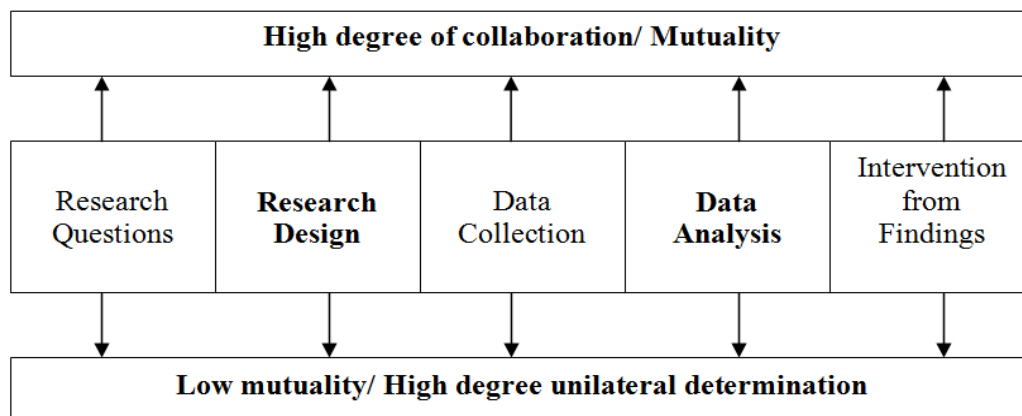 High degree of collaboration/ Mutuality
Research
Questions
Research
Design
Data
Collection
Data
Analysis
Intervention
from
Findings
Low mutuality/ High degree unilateral determination